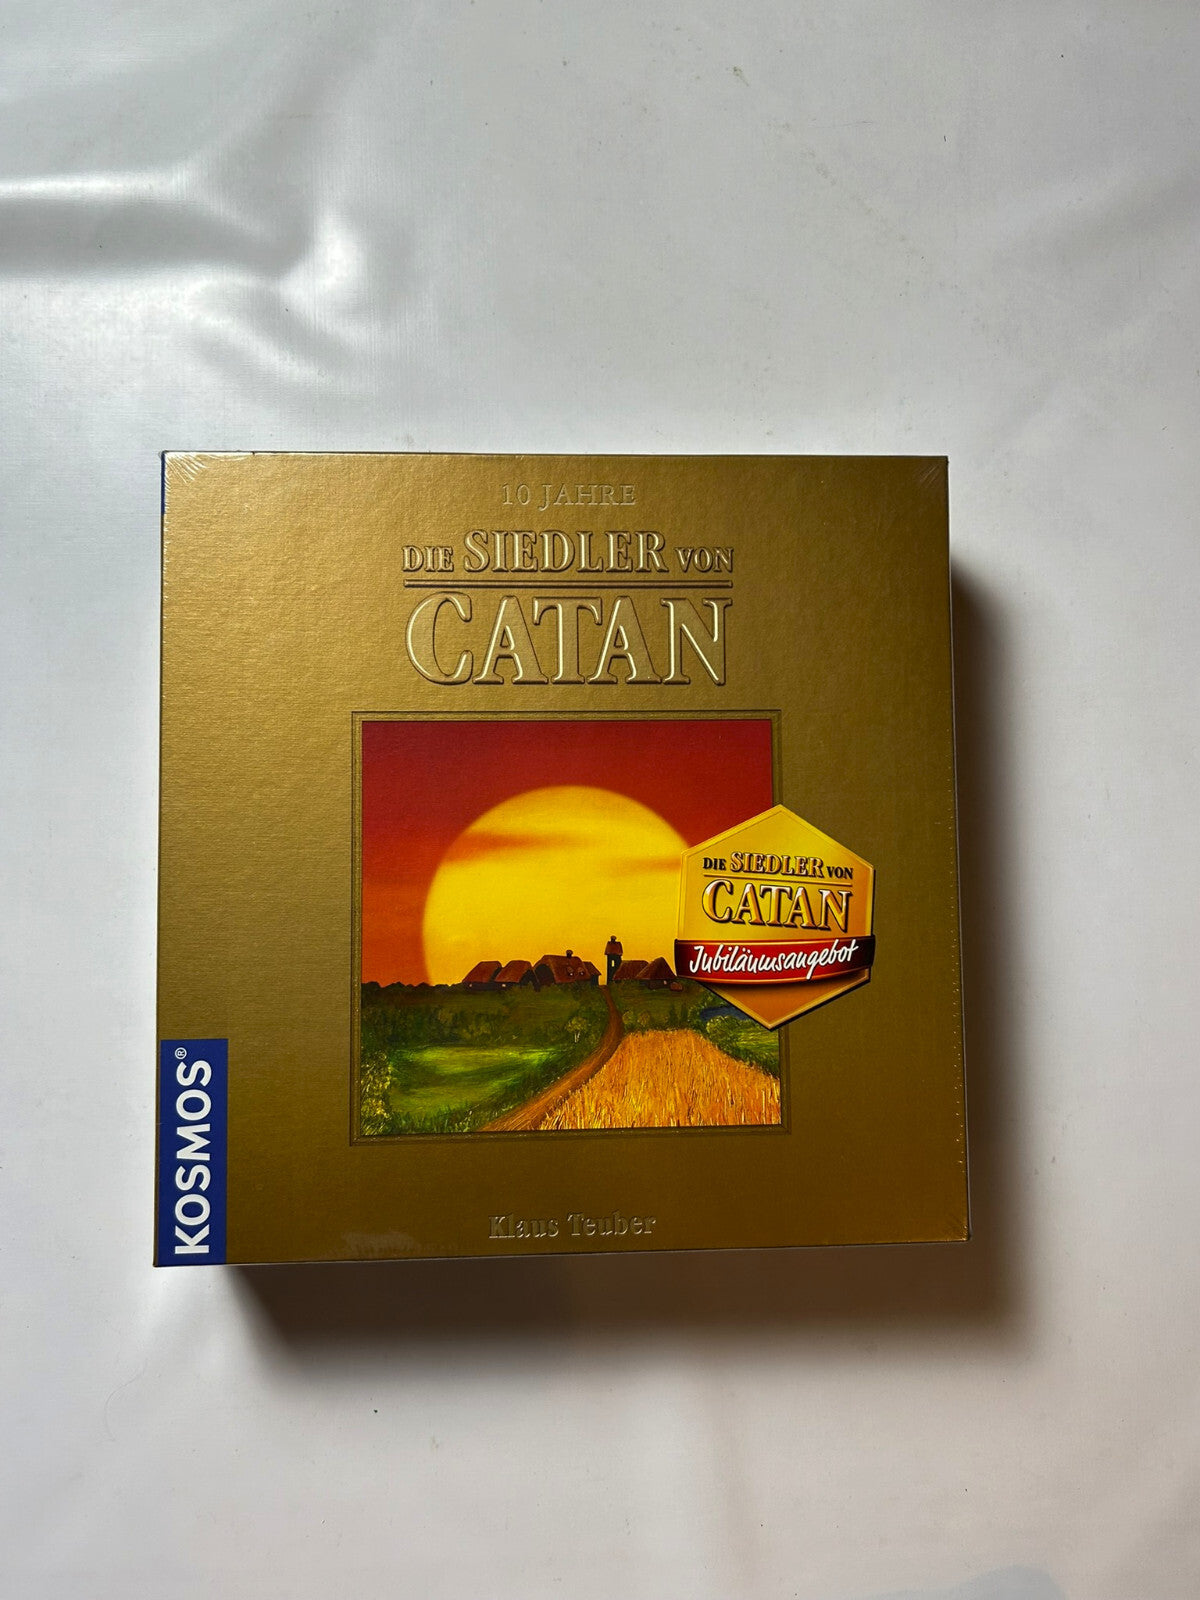 10 JAHRE
DIE SIEDLER VON
CATAN
DIE SIEDLER VON
CATAN
Jubiläumsangebot
KOSMOS®
Klaus Teuber